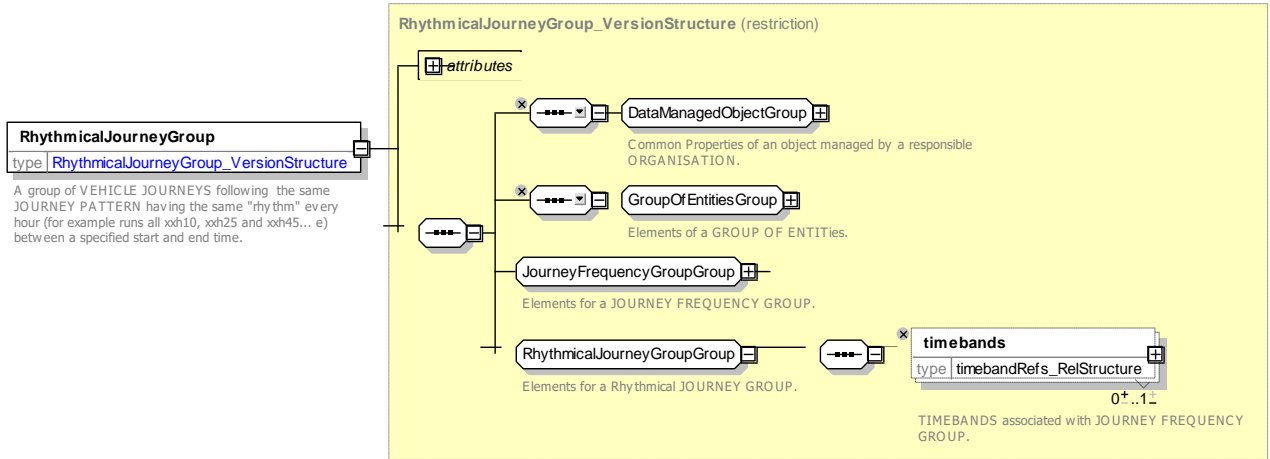 RhythmicalJourneyGroup_VersionStructure (restriction)
attributes
DataManagedObjectGroup
Common Properties of an object managed by a responsible
ORGANISATION.
RhythmicalJourneyGroup
type RhythmicalJourneyGroup_VersionStructure
A group of VEHICLE JOURNEYS following the same
JOURNEY PATTERN having the same "rhythm" every
hour (for example runs all xxh10, xxh25 and xxh45... e)
between a specified start and end time.
GroupOfEntitiesGroup
Elements of a GROUP OF ENTITies.
JourneyFrequencyGroupGroup
Elements for a JOURNEY FREQUENCY GROUP.
RhythmicalJourneyGroupGroup
Elements for a Rhythmical JOURNEY GROUP.
timebands
type timebandRefs_RelStructure
0..1
TIMEBANDS associated with JOURNEY FREQUENCY
GROUP.